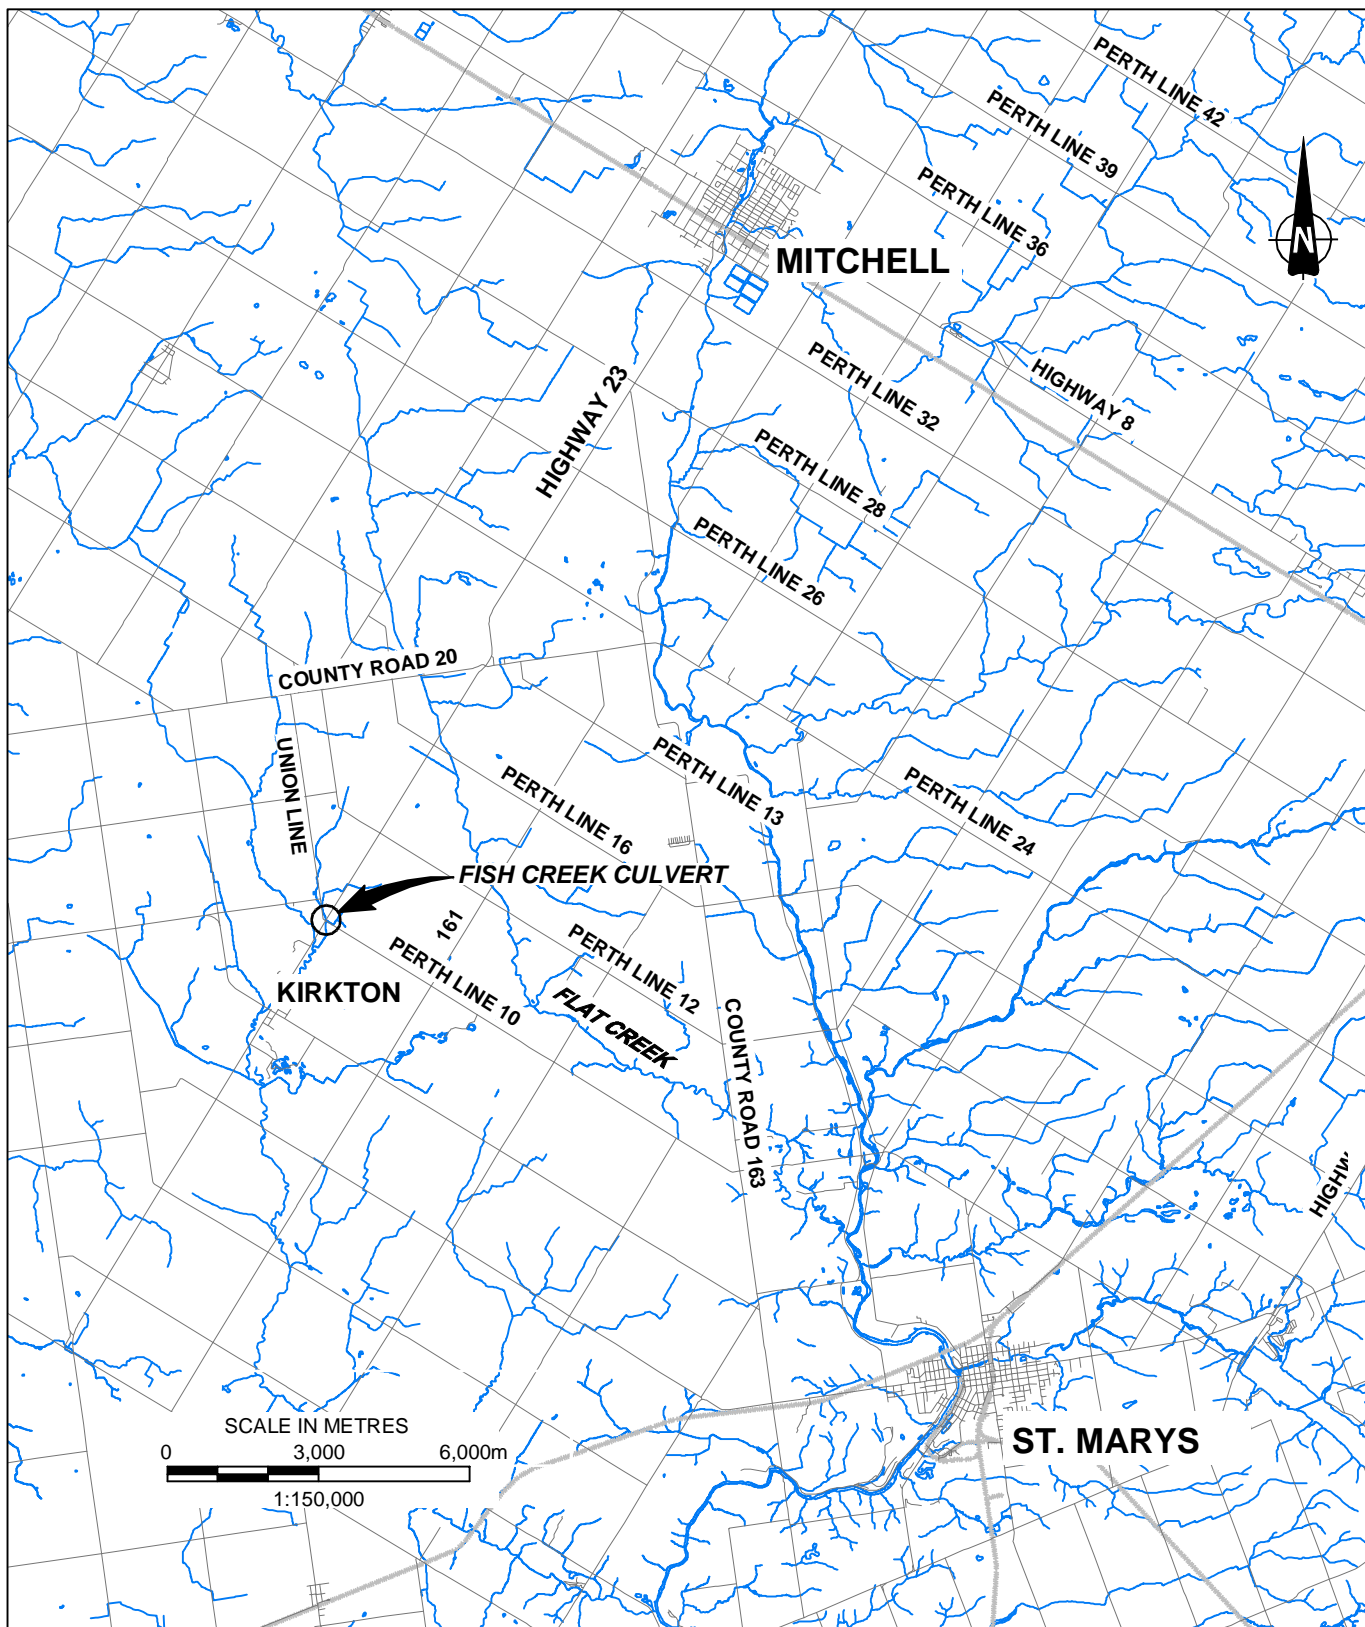 PERTH LINE 42
PERTH LINE 39
PERTH LINE 36
N
MITCHELL
HIGHWAY 8
PERTH LINE 32
HIGHWAY 23
PERTH LINE 28
PERTH LINE 26
COUNTY ROAD 20
UNION LINE
PERTH LINE 13
PERTH LINE 16
PERTH LINE 24
FISH CREEK CULVERT
161
PERTH LINE 10
PERTH LINE 12
KIRKTON
FLAT CREEK
COUNTY ROAD 163
HIGHW
SCALE IN METRES
0 3,000 6,000m
1:150,000
ST. MARYS